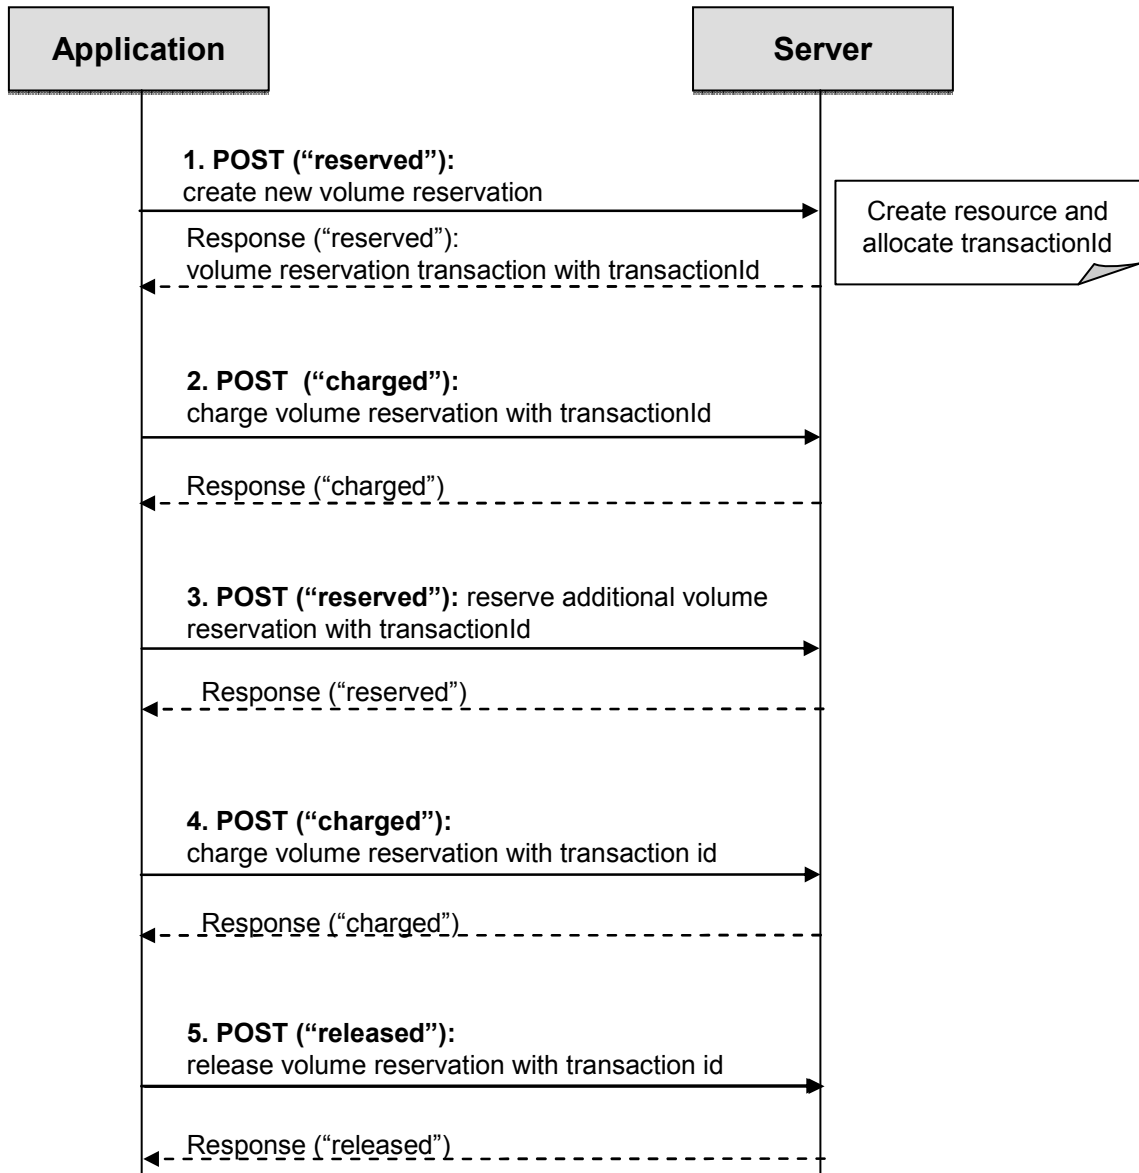 Application
Server
1. POST (“reserved”):
create new volume reservation
Create resource and
allocate transactionId
Response (“reserved”):
volume reservation transaction with transactionId
2. POST  (“charged”):
charge volume reservation with transactionId
Response (“charged”)
3. POST (“reserved”): reserve additional volume
reservation with transactionId
Response (“reserved”)
4. POST (“charged”):
charge volume reservation with transaction id
Response (“charged”)
5. POST (“released”):
release volume reservation with transaction id
Response (“released”)